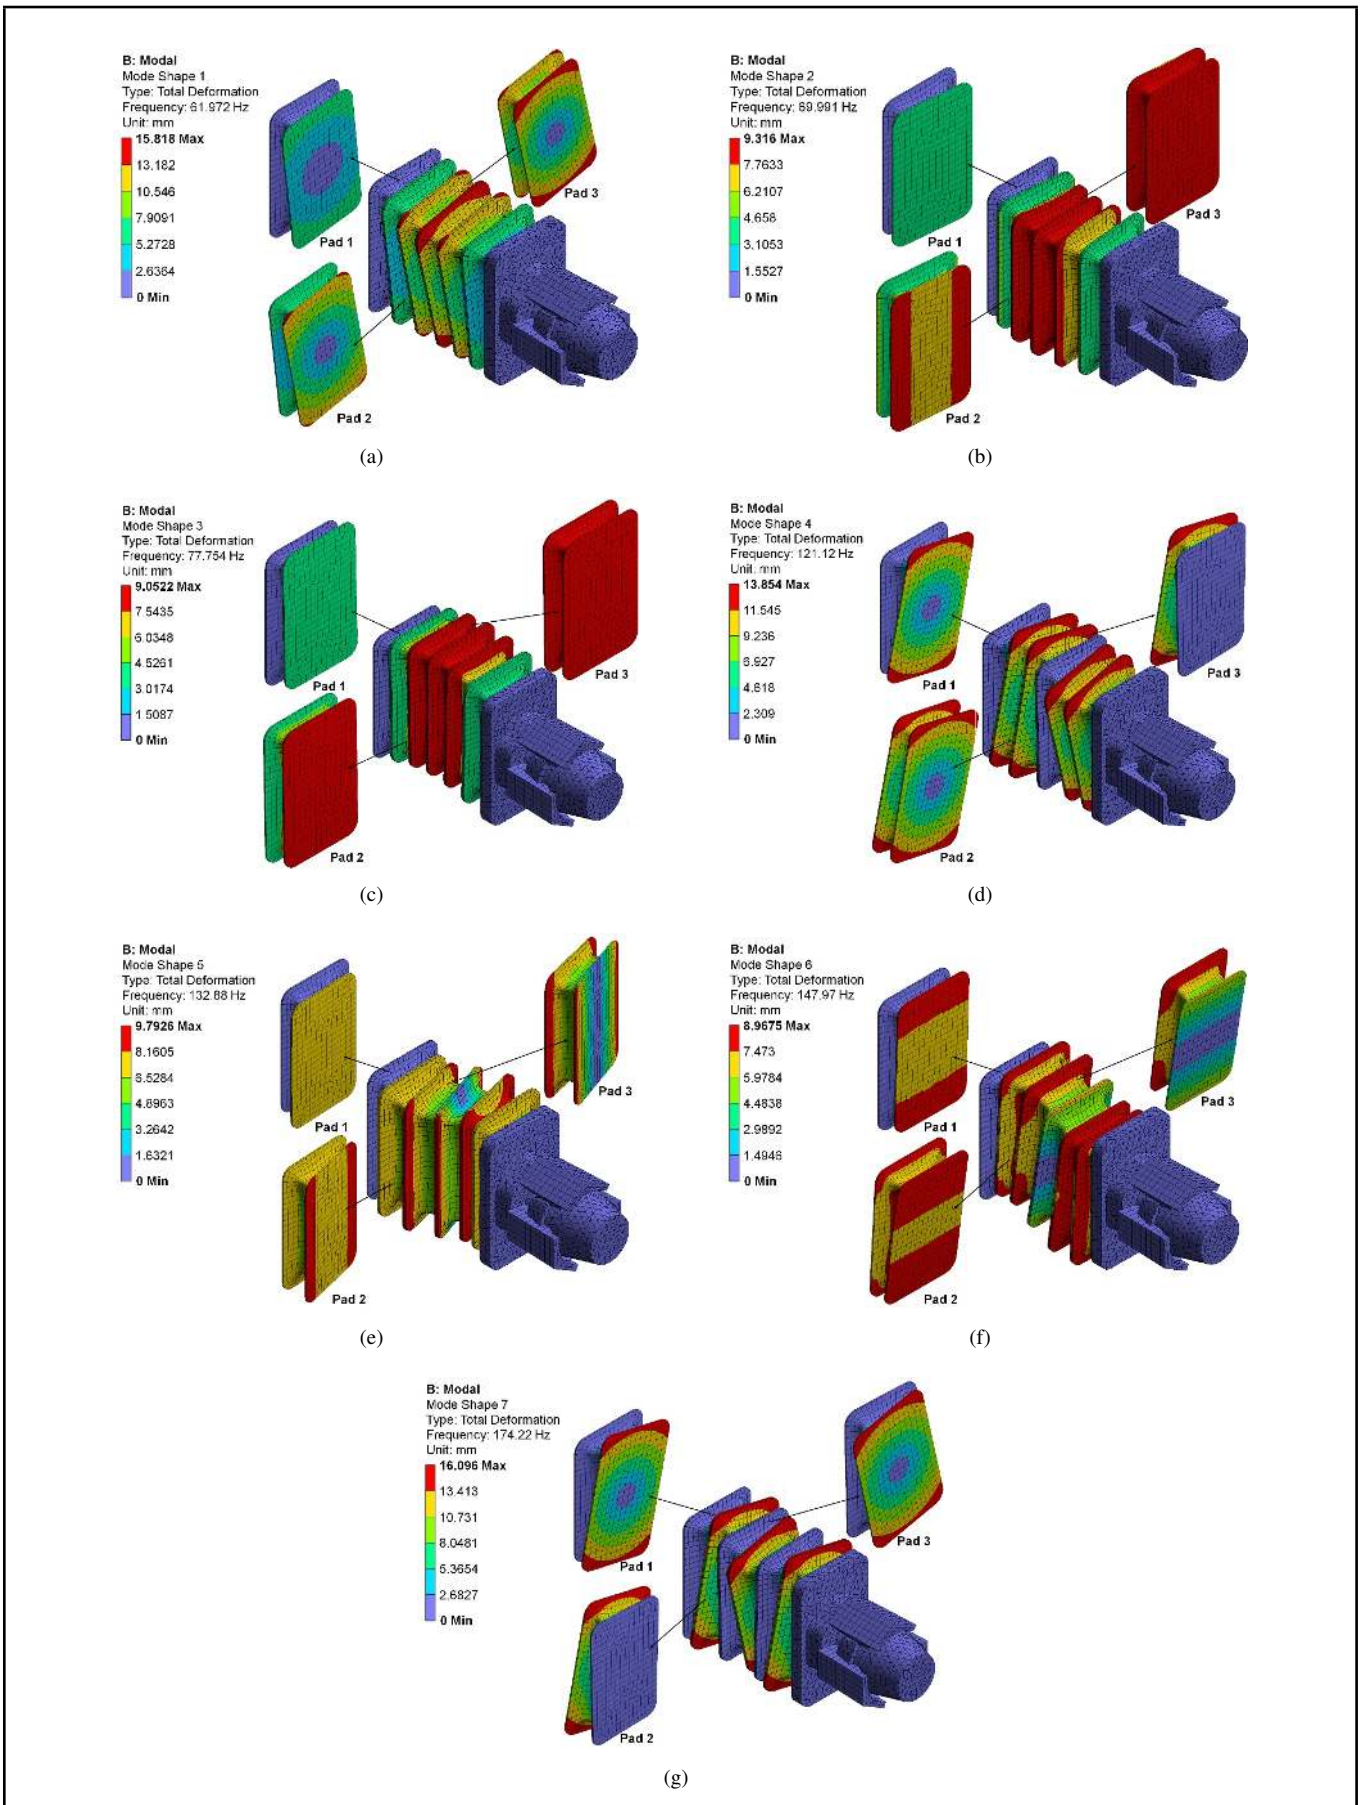 B: Modal
Mode Shape 1
Type: Total Deformation
Frequency: 61.972 Hz
Unit: mm
15.818 Max
13.182
10.546
7.9091
5.2728
2.6364
0 Min
Pad 1
Pad 3
Pad 2
(a)
B: Modal
Mode Shape 2
Type: Total Deformation
Frequency: 69.991 Hz
Unit: mm
9.316 Max
7.7633
6.2107
4.658
3.1053
1.5527
0 Min
Pad 1
Pad 3
Pad 2
(b)
B: Modal
Mode Shape 3
Type: Total Deformation
Frequency: 77.754 Hz
Unit: mm
9.0522 Max
7.5435
6.0348
4.5261
3.0174
1.5087
0 Min
Pad 1
Pad 3
Pad 2
(c)
B: Modal
Mode Shape 4
Type: Total Deformation
Frequency: 121.12 Hz
Unit: mm
13.854 Max
11.545
9.236
6.927
4.618
2.309
0 Min
Pad 1
Pad 3
Pad 2
(d)
B: Modal
Mode Shape 5
Type: Total Deformation
Frequency: 132.88 Hz
Unit: mm
9.7926 Max
8.1605
6.5284
4.8963
3.2642
1.6321
0 Min
Pad 1
Pad 3
Pad 2
(e)
B: Modal
Mode Shape 6
Type: Total Deformation
Frequency: 147.97 Hz
Unit: mm
8.9675 Max
7.473
5.9784
4.4838
2.9892
1.4946
0 Min
Pad 1
Pad 3
Pad 2
(f)
B: Modal
Mode Shape 7
Type: Total Deformation
Frequency: 174.22 Hz
Unit: mm
16.096 Max
13.413
10.731
8.0481
5.3654
2.6827
0 Min
Pad 1
Pad 3
Pad 2
(g)